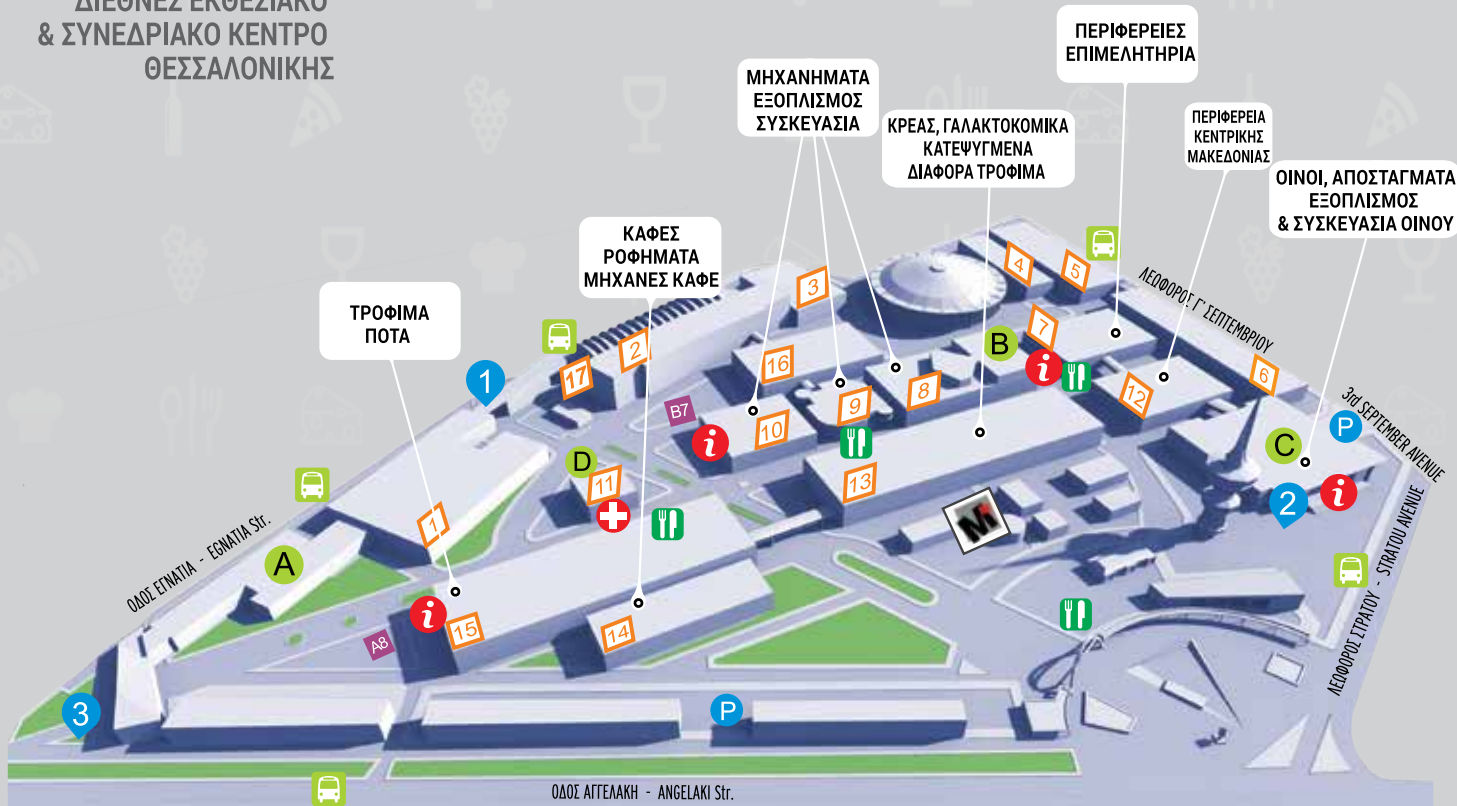 ΔΙΕΘΝΕΣ ΕΚΘΕΣΙΑΚΟ
& ΣΥΝΕΔΡΙΑΚΟ ΚΕΝΤΡΟ
ΘΕΣΣΑΛΟΝΙΚΗΣ
ΠΕΡΙΦΕΡΕΙΕΣ
ΕΠΙΜΕΛΗΤΗΡΙΑ
ΜΗΧΑΝΗΜΑΤΑ
ΕΞΟΠΛΙΣΜΟΣ
ΣΥΣΚΕΥΑΣΙΑ
ΚΡΕΑΣ, ΓΑΛΑΚΤΟΚΟΜΙΚΑ
ΚΑΤΕΨΥΓΜΕΝΑ
ΔΙΑΦΟΡΑ ΤΡΟΦΙΜΑ
ΠΕΡΙΦΕΡΕΙΑ
ΚΕΝΤΡΙΚΗΣ
ΜΑΚΕΔΟΝΙΑΣ
ΟΙΝΟΙ, ΑΠΟΣΤΑΓΜΑΤΑ
ΕΞΟΠΛΙΣΜΟΣ
& ΣΥΣΚΕΥΑΣΙΑ ΟΙΝΟΥ
ΚΑΦΕΣ
ΡΟΦΗΜΑΤΑ
ΜΗΧΑΝΕΣ ΚΑΦΕ
ΤΡΟΦΙΜΑ
ΠΟΤΑ
3
4
5
ΛΕΩΦΟΡΟΣ Γ' ΣΕΠΤΕΜΒΡΙΟΥ
7
B
i
2
17
16
1
6
12
8
9
10
B7
i
3rd SEPTEMBER AVENUE
P
C
i
2
D
11
13
M
1
ΟΔΟΣ ΕΓΝΑΤΙΑ - EGNATIA Str.
A
i
15
14
A8
ΛΕΩΦΟΡΟΣ ΣΤΡΑΤΟΥ - STRATOU AVENUE
3
P
ΟΔΟΣ ΑΓΓΕΛΑΚΗ - ANGELAKI Str.